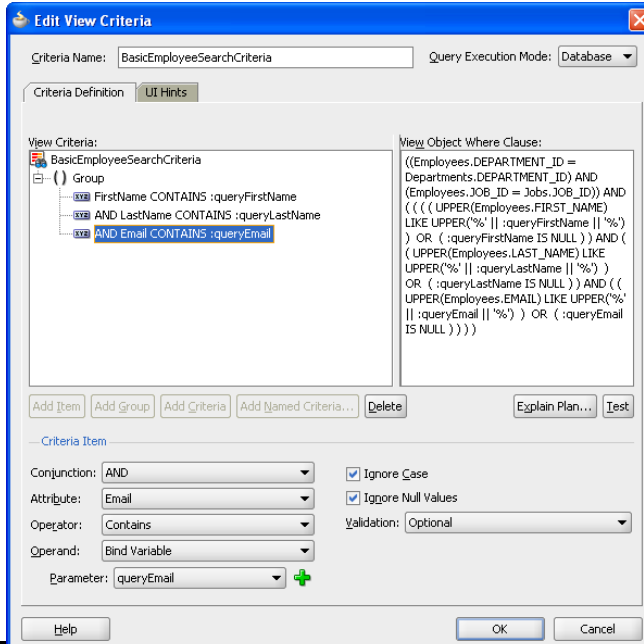 Edit View Criteria
Criteria Name: BasicEmployeeSearchCriteria Query Execution Mode: Database
Criteria Definition UI Hints
View Criteria:
BasicEmployeeSearchCriteria
( ) Group
FirstName CONTAINS :queryFirstName
AND LastName CONTAINS :queryLastName
AND Email CONTAINS :queryEmail
View Object Where Clause:
((Employees.DEPARTMENT_ID =
Departments.DEPARTMENT_ID) AND
(Employees.JOB_ID = Jobs.JOB_ID)) AND
( ( ( ( UPPER(Employees.FIRST_NAME)
LIKE UPPER('%' || :queryFirstName || '%')
) OR ( :queryFirstName IS NULL ) ) AND (
( UPPER(Employees.LAST_NAME) LIKE
UPPER('%' || :queryLastName || '%') )
OR ( :queryLastName IS NULL ) ) AND ( (
UPPER(Employees.EMAIL) LIKE UPPER('%'
|| :queryEmail || '%') ) OR ( :queryEmail
IS NULL ) ) ) )
Add Item Add Group Add Criteria Add Named Criteria... Delete Explain Plan... Test
Criteria Item
Conjunction: AND
Attribute: Email
Operator: Contains
Operand: Bind Variable
Parameter: queryEmail
Ignore Case
Ignore Null Values
Validation: Optional
Help OK Cancel